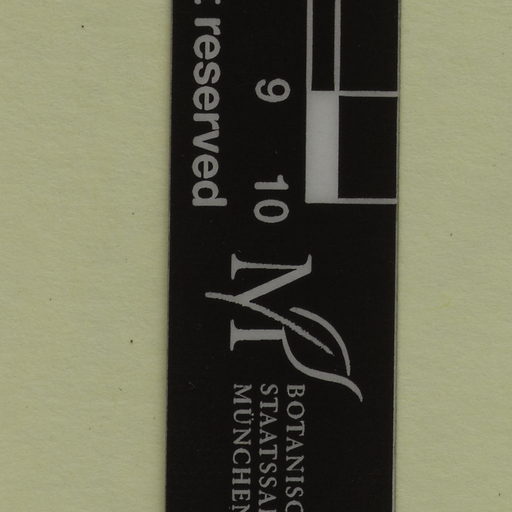 : reserved
9 10
M
BOTANISC
STAATSSA
MÜNCHEN